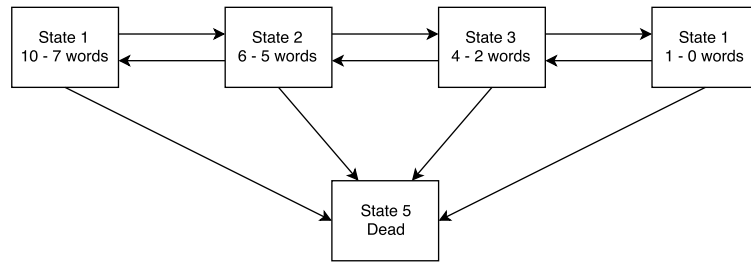 State 1
10 - 7 words
State 2
6 - 5 words
State 3
4 - 2 words
State 1
1 - 0 words
State 5
Dead